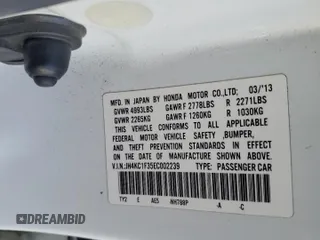 MFD. IN JAPAN BY HONDA MOTOR CO.,LTD; 03/'13
GVWR 4993LBS GAWR F 2778LBS R 2271LBS
GVWR 2265KG GAWR F 1260KG R 1030KG
THIS VEHICLE CONFORMS TO ALL APPLICABLE
FEDERAL MOTOR VEHICLE SAFETY ,BUMPER,
AND THEFT PREVENTION STANDARDS IN EFFECT
ON THE DATE OF MANUFACTURE SHOWN ABOVE.
V.I.N:JH4KC1F35EC002239 TYPE: PASSENGER CAR
TY2 E AE5 NH788P -A -C
DREAMBID